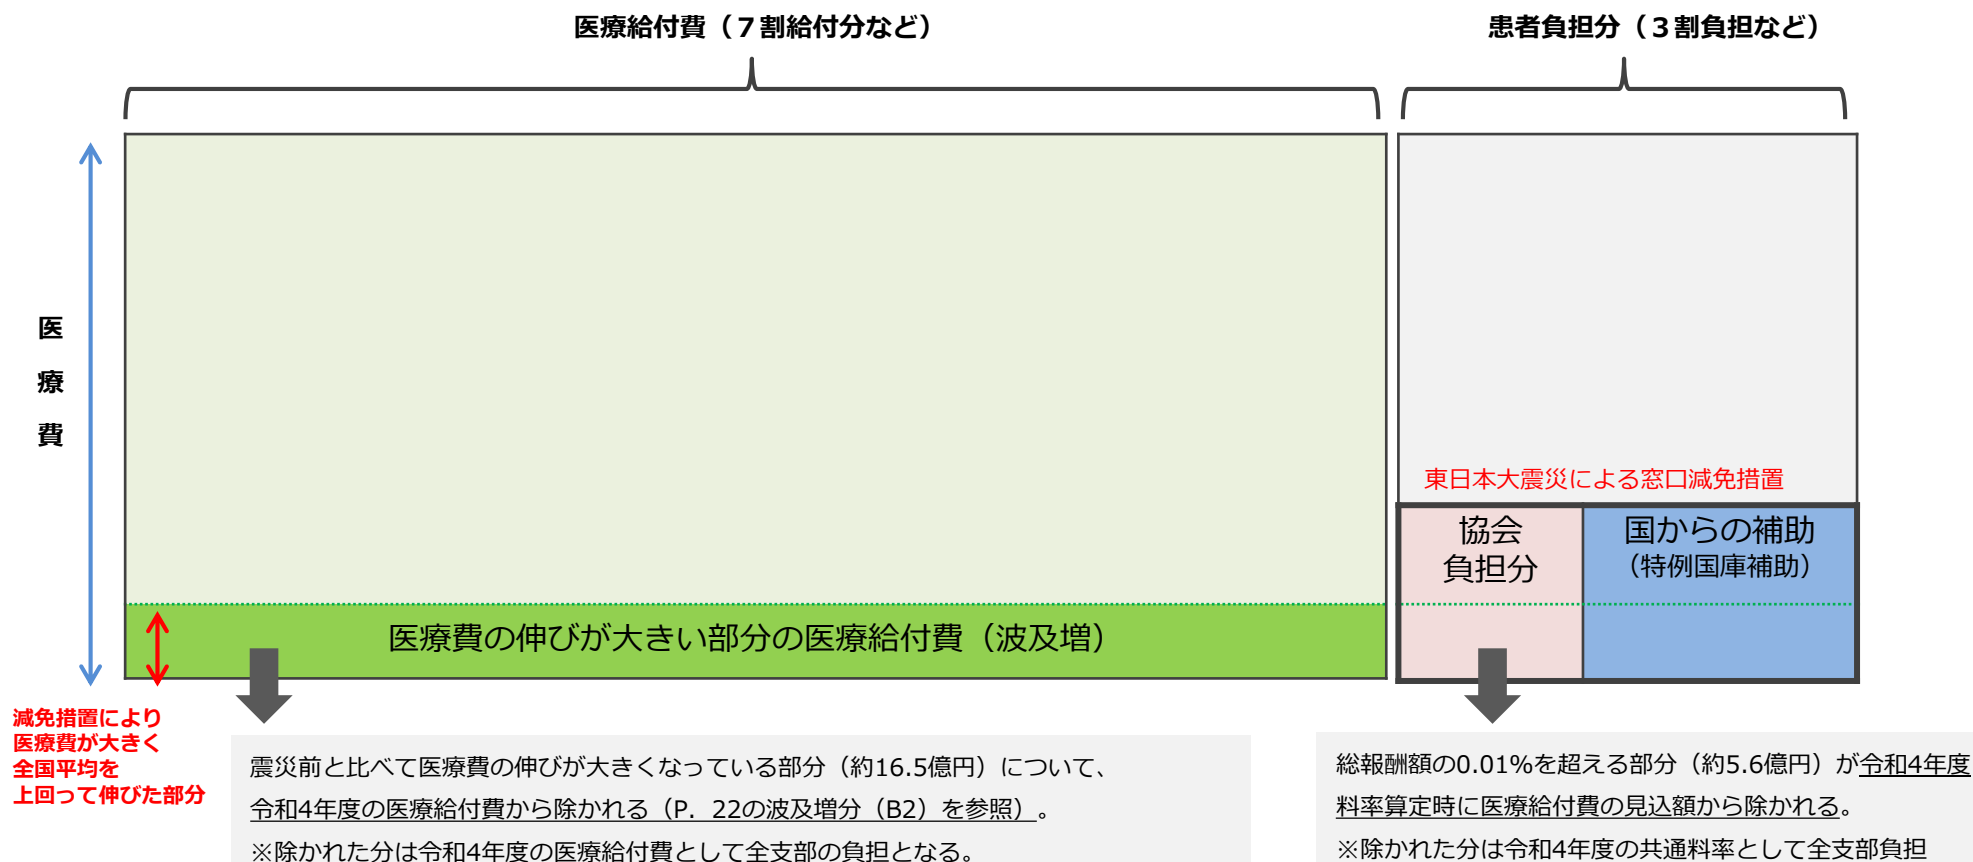 医療給付費（７割給付分など）
患者負担分（３割負担など）
医
療
費
東日本大震災による窓口減免措置
協会
負担分
国からの補助
（特例国庫補助）
医療費の伸びが大きい部分の医療給付費（波及増）
減免措置により
医療費が大きく
全国平均を
上回って伸びた部分
震災前と比べて医療費の伸びが大きくなっている部分（約16.5億円）について、
令和4年度の医療給付費から除かれる（P．22の波及増分（B2）を参照）。
※除かれた分は令和4年度の医療給付費として全支部の負担となる。
総報酬額の0.01%を超える部分（約5.6億円）が令和4年度
料率算定時に医療給付費の見込額から除かれる。
※除かれた分は令和4年度の共通料率として全支部負担